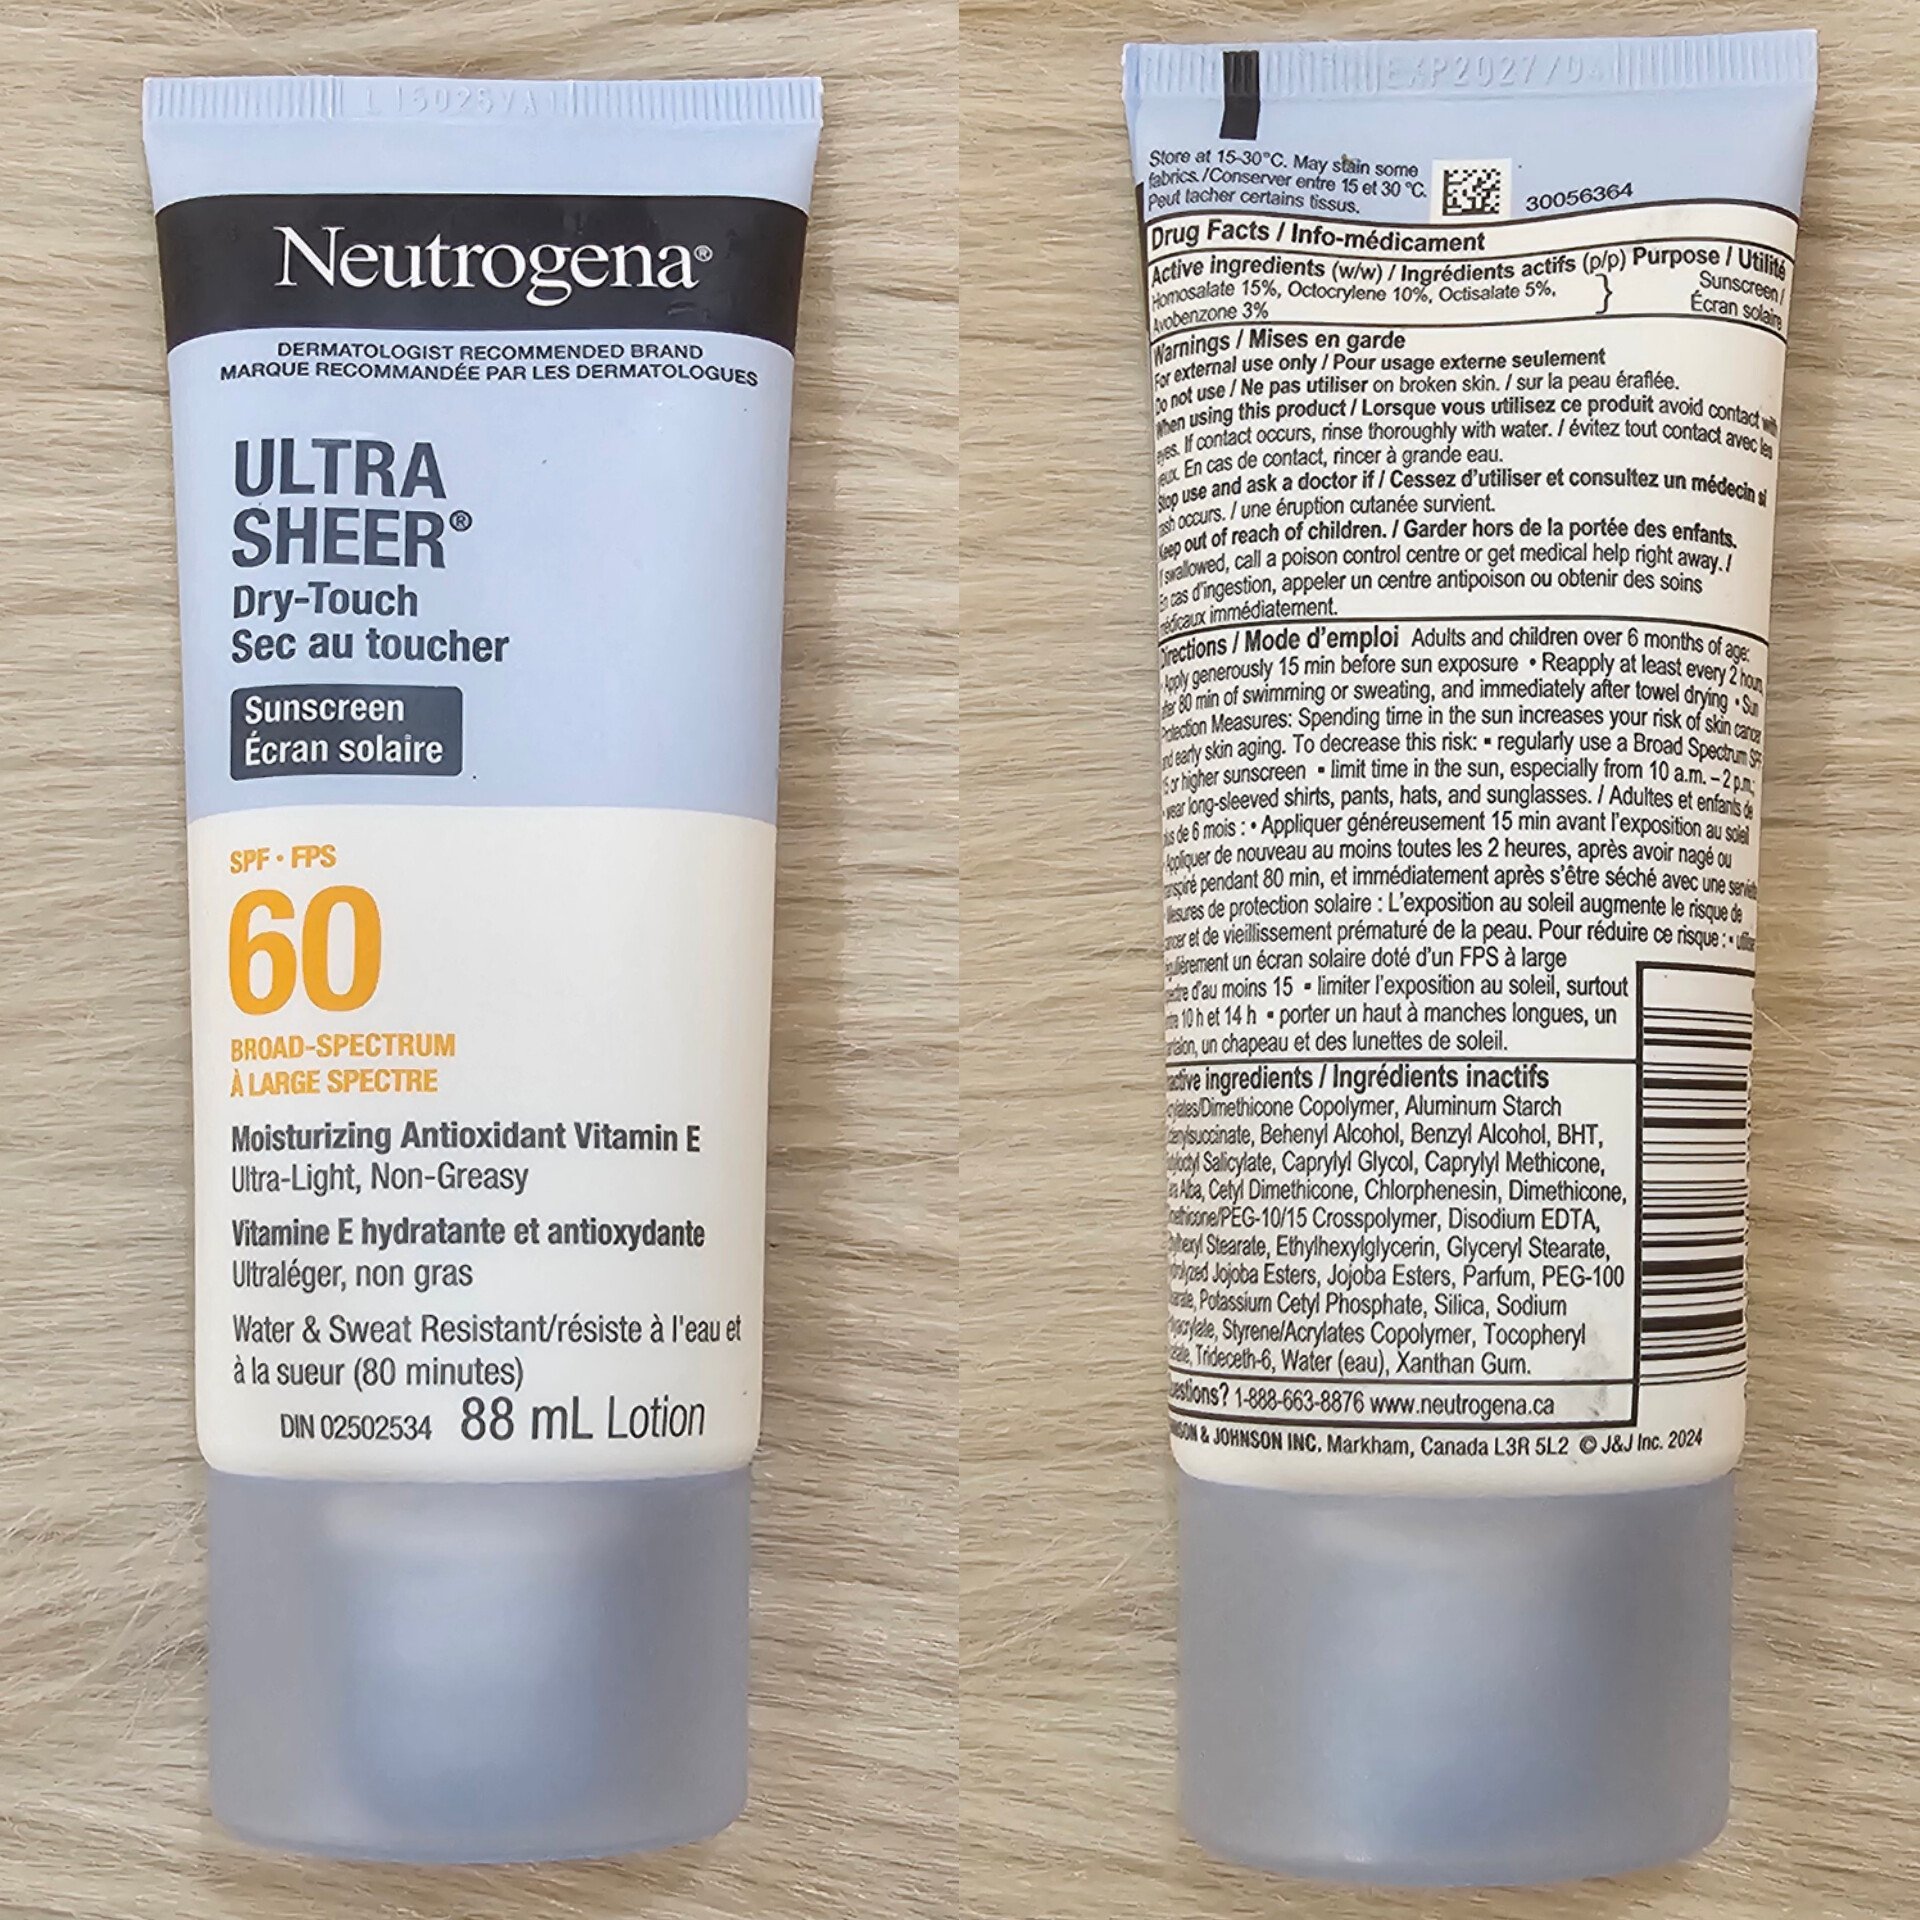 L15025VA1
Neutrogena®
DERMATOLOGIST RECOMMENDED BRAND
MARQUE RECOMMANDÉE PAR LES DERMATOLOGUES
ULTRA
SHEER®
Dry-Touch
Sec au toucher
Sunscreen
Écran solaire
SPF • FPS
60
BROAD-SPECTRUM
À LARGE SPECTRE
Moisturizing Antioxidant Vitamin E
Ultra-Light, Non-Greasy
Vitamine E hydratante et antioxydante
Ultraléger, non gras
Water & Sweat Resistant/résiste à l'eau et
à la sueur (80 minutes)
DIN 02502534 88 mL Lotion
EXP2027/04
Store at 15-30°C. May stain some
fabrics./Conserver entre 15 et 30 °C.
Peut tacher certains tissus.
30056364
Drug Facts / Info-médicament
Active ingredients (w/w) / Ingrédients actifs (p/p) Purpose / Utilité
Homosalate 15%, Octocrylene 10%, Octisalate 5%, Sunscreen /
Avobenzone 3% Écran solaire
Warnings / Mises en garde
For external use only / Pour usage externe seulement
Do not use / Ne pas utiliser on broken skin. / sur la peau éraflée.
When using this product / Lorsque vous utilisez ce produit avoid contact with
eyes. If contact occurs, rinse thoroughly with water. / évitez tout contact avec les
yeux. En cas de contact, rincer à grande eau.
Stop use and ask a doctor if / Cessez d'utiliser et consultez un médecin si
rash occurs. / une éruption cutanée survient.
Keep out of reach of children. / Garder hors de la portée des enfants.
If swallowed, call a poison control centre or get medical help right away. /
En cas d'ingestion, appeler un centre antipoison ou obtenir des soins
médicaux immédiatement.
Directions / Mode d'emploi Adults and children over 6 months of age:
• Apply generously 15 min before sun exposure • Reapply at least every 2 hours,
after 80 min of swimming or sweating, and immediately after towel drying • Sun
Protection Measures: Spending time in the sun increases your risk of skin cancer
and early skin aging. To decrease this risk: ▪ regularly use a Broad Spectrum SPF
15 or higher sunscreen ▪ limit time in the sun, especially from 10 a.m. – 2 p.m.;
▪ wear long-sleeved shirts, pants, hats, and sunglasses. / Adultes et enfants de
plus de 6 mois : • Appliquer généreusement 15 min avant l'exposition au soleil
• Appliquer de nouveau au moins toutes les 2 heures, après avoir nagé ou
transpiré pendant 80 min, et immédiatement après s'être séché avec une serviette
• Mesures de protection solaire : L'exposition au soleil augmente le risque de
cancer et de vieillissement prématuré de la peau. Pour réduire ce risque : ▪ utiliser
régulièrement un écran solaire doté d'un FPS à large
spectre d'au moins 15 ▪ limiter l'exposition au soleil, surtout
entre 10 h et 14 h ▪ porter un haut à manches longues, un
pantalon, un chapeau et des lunettes de soleil.
Inactive ingredients / Ingrédients inactifs
Acrylates/Dimethicone Copolymer, Aluminum Starch
Octenylsuccinate, Behenyl Alcohol, Benzyl Alcohol, BHT,
Salicylate, Caprylyl Glycol, Caprylyl Methicone,
Cera Alba, Cetyl Dimethicone, Chlorphenesin, Dimethicone,
Dimethicone/PEG-10/15 Crosspolymer, Disodium EDTA,
Ethylhexyl Stearate, Ethylhexylglycerin, Glyceryl Stearate,
Hydrolyzed Jojoba Esters, Jojoba Esters, Parfum, PEG-100
Stearate, Potassium Cetyl Phosphate, Silica, Sodium
Polyacrylate, Styrene/Acrylates Copolymer, Tocopheryl
Acetate, Trideceth-6, Water (eau), Xanthan Gum.
Questions? 1-888-663-8876 www.neutrogena.ca
JOHNSON & JOHNSON INC. Markham, Canada L3R 5L2 © J&J Inc. 2024